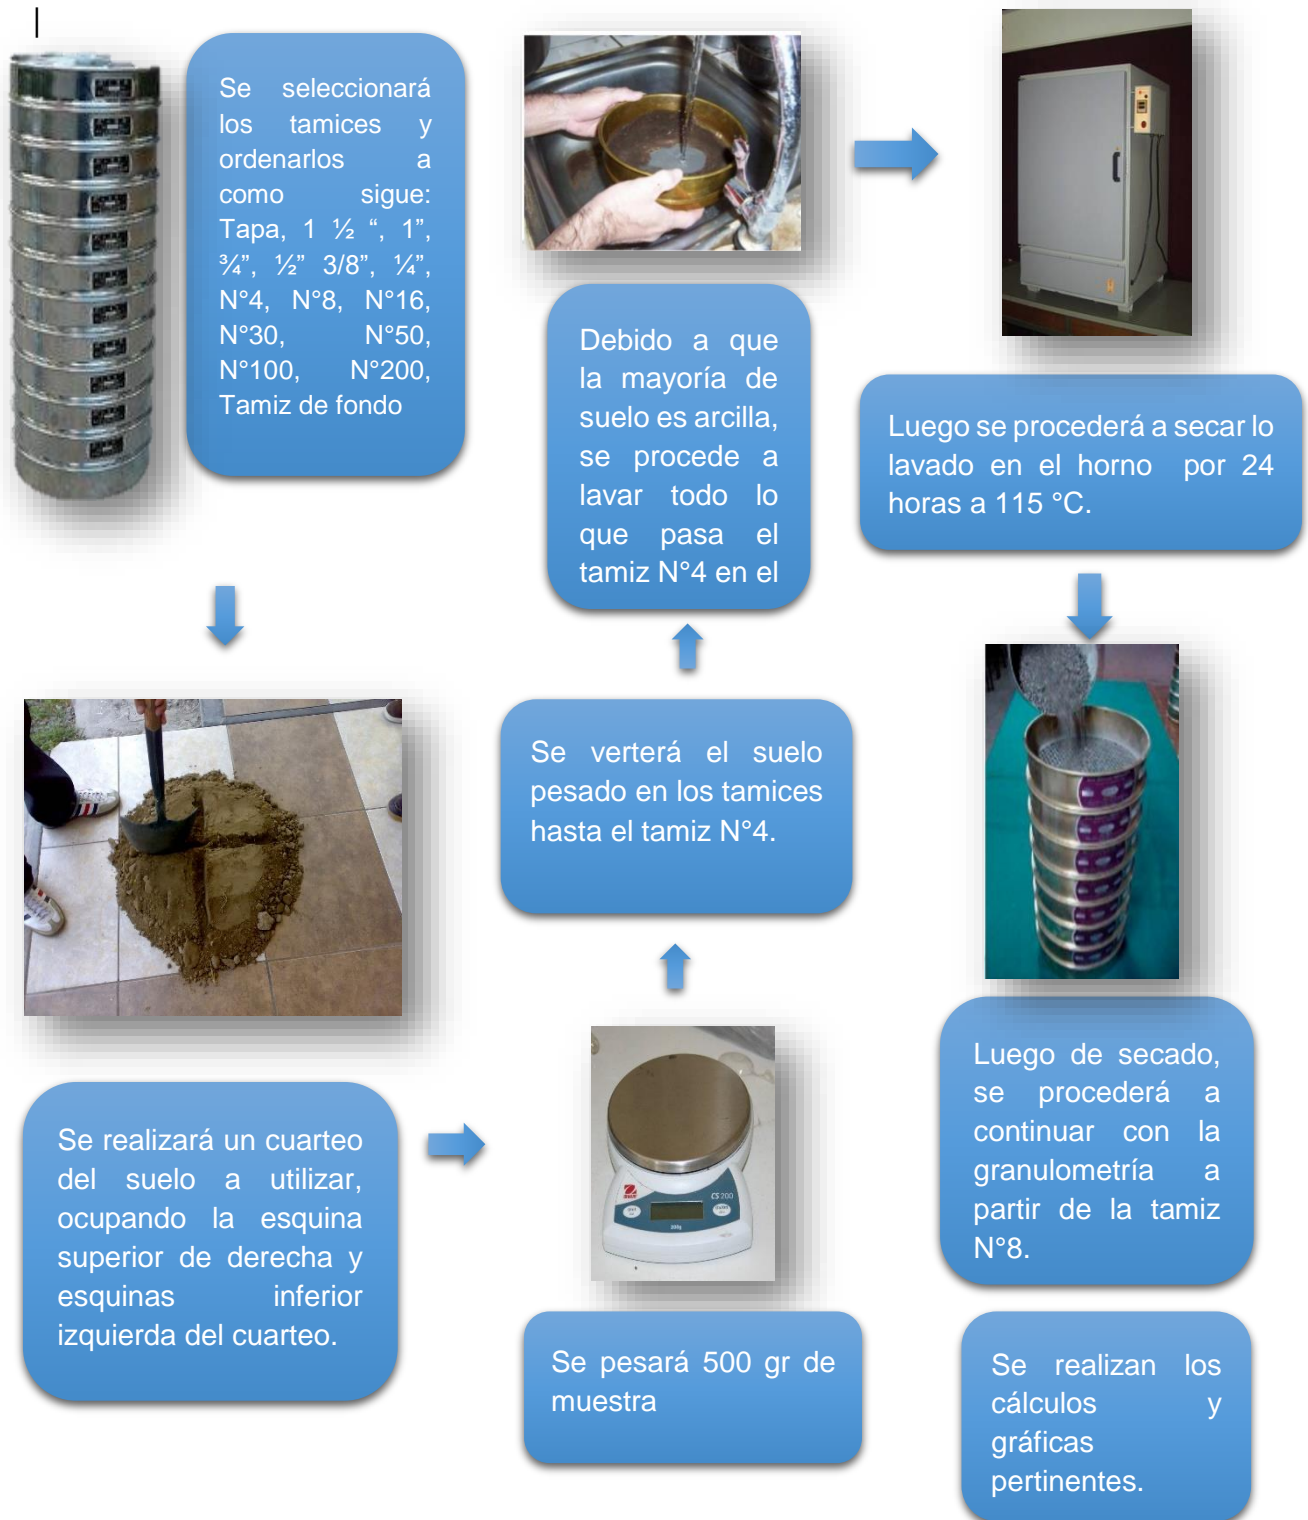 Se seleccionará
los tamices y
ordenarlos a
como sigue:
Tapa, 1 ½ “, 1”,
¾”, ½” 3/8”, ¼”,
N°4, N°8, N°16,
N°30, N°50,
N°100, N°200,
Tamiz de fondo
Se realizará un cuarteo
del suelo a utilizar,
ocupando la esquina
superior de derecha y
esquinas inferior
izquierda del cuarteo.
CS 200
200g
Se pesará 500 gr de
muestra
Se verterá el suelo
pesado en los tamices
hasta el tamiz N°4.
Debido a que
la mayoría de
suelo es arcilla,
se procede a
lavar todo lo
que pasa el
tamiz N°4 en el
Luego se procederá a secar lo
lavado en el horno por 24
horas a 115 °C.
Luego de secado,
se procederá a
continuar con la
granulometría a
partir de la tamiz
N°8.
Se realizan los
cálculos y
gráficas
pertinentes.